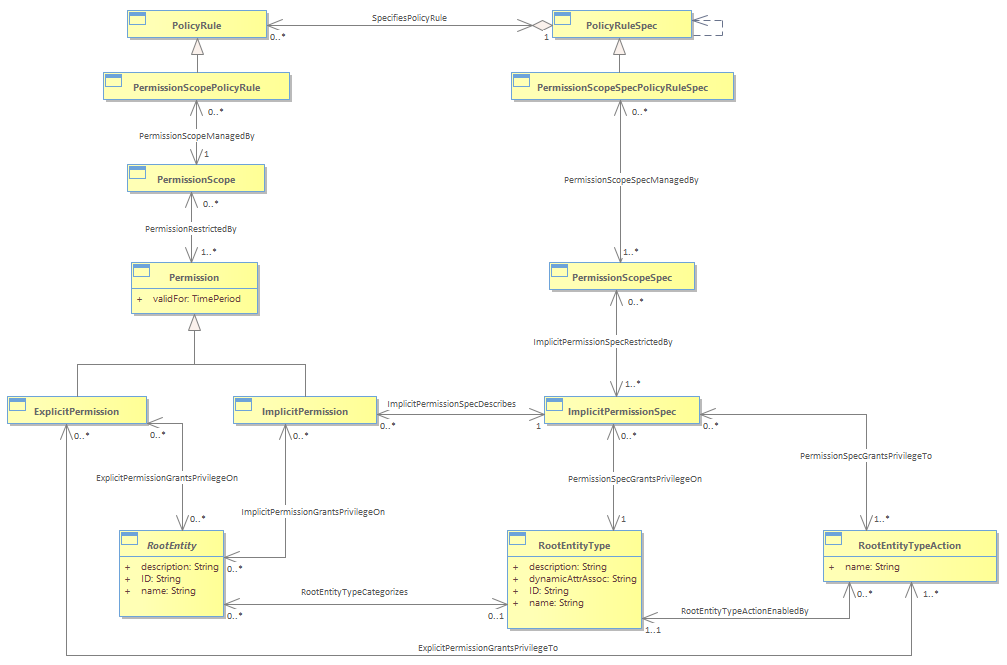 SpecifiesPolicyRule
PolicyRule
PolicyRuleSpec
0..*
1
PermissionScopePolicyRule
PermissionScopeSpecPolicyRuleSpec
0..*
0..*
PermissionScopeManagedBy
1
PermissionScope
PermissionScopeSpecManagedBy
0..*
PermissionRestrictedBy
1..*
1..*
Permission
PermissionScopeSpec
+ validFor: TimePeriod
0..*
ImplicitPermissionSpecRestrictedBy
1..*
ExplicitPermission
ImplicitPermission
ImplicitPermissionSpecDescribes
ImplicitPermissionSpec
0..*
1
0..*
0..*
0..*
0..*
0..*
PermissionSpecGrantsPrivilegeTo
ExplicitPermissionGrantsPrivilegeOn
PermissionSpecGrantsPrivilegeOn
ImplicitPermissionGrantsPrivilegeOn
0..*
1
1..*
RootEntity
RootEntityType
RootEntityTypeAction
+ description: String
+ ID: String
+ name: String
0..*
+ description: String
+ dynamicAttrAssoc: String
+ ID: String
+ name: String
+ name: String
RootEntityTypeCategorizes
0..*
0..1
RootEntityTypeActionEnabledBy
0..*
1..*
1..1
ExplicitPermissionGrantsPrivilegeTo